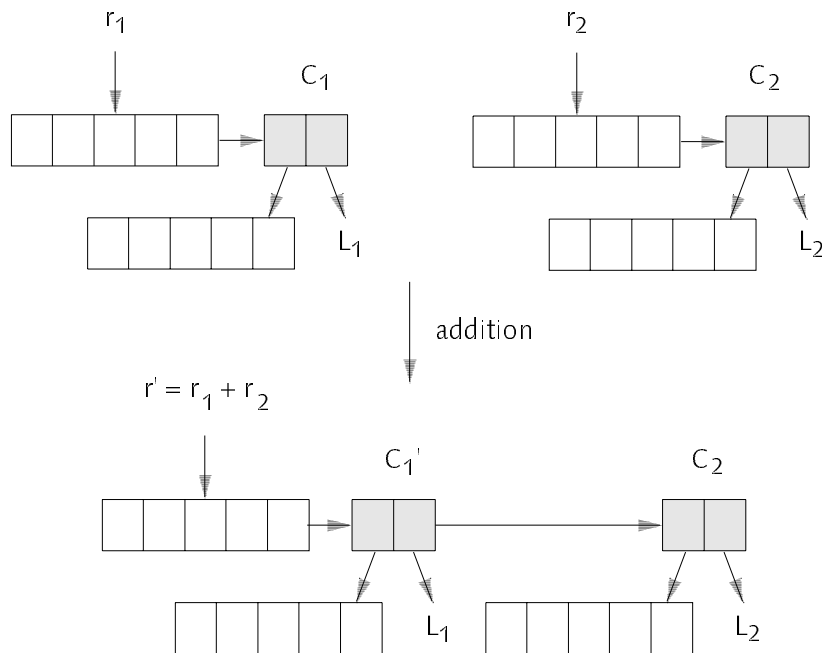 r1
r2
C1
C2
L1
L2
addition
r' = r1 + r2
C1'
C2
L1
L2